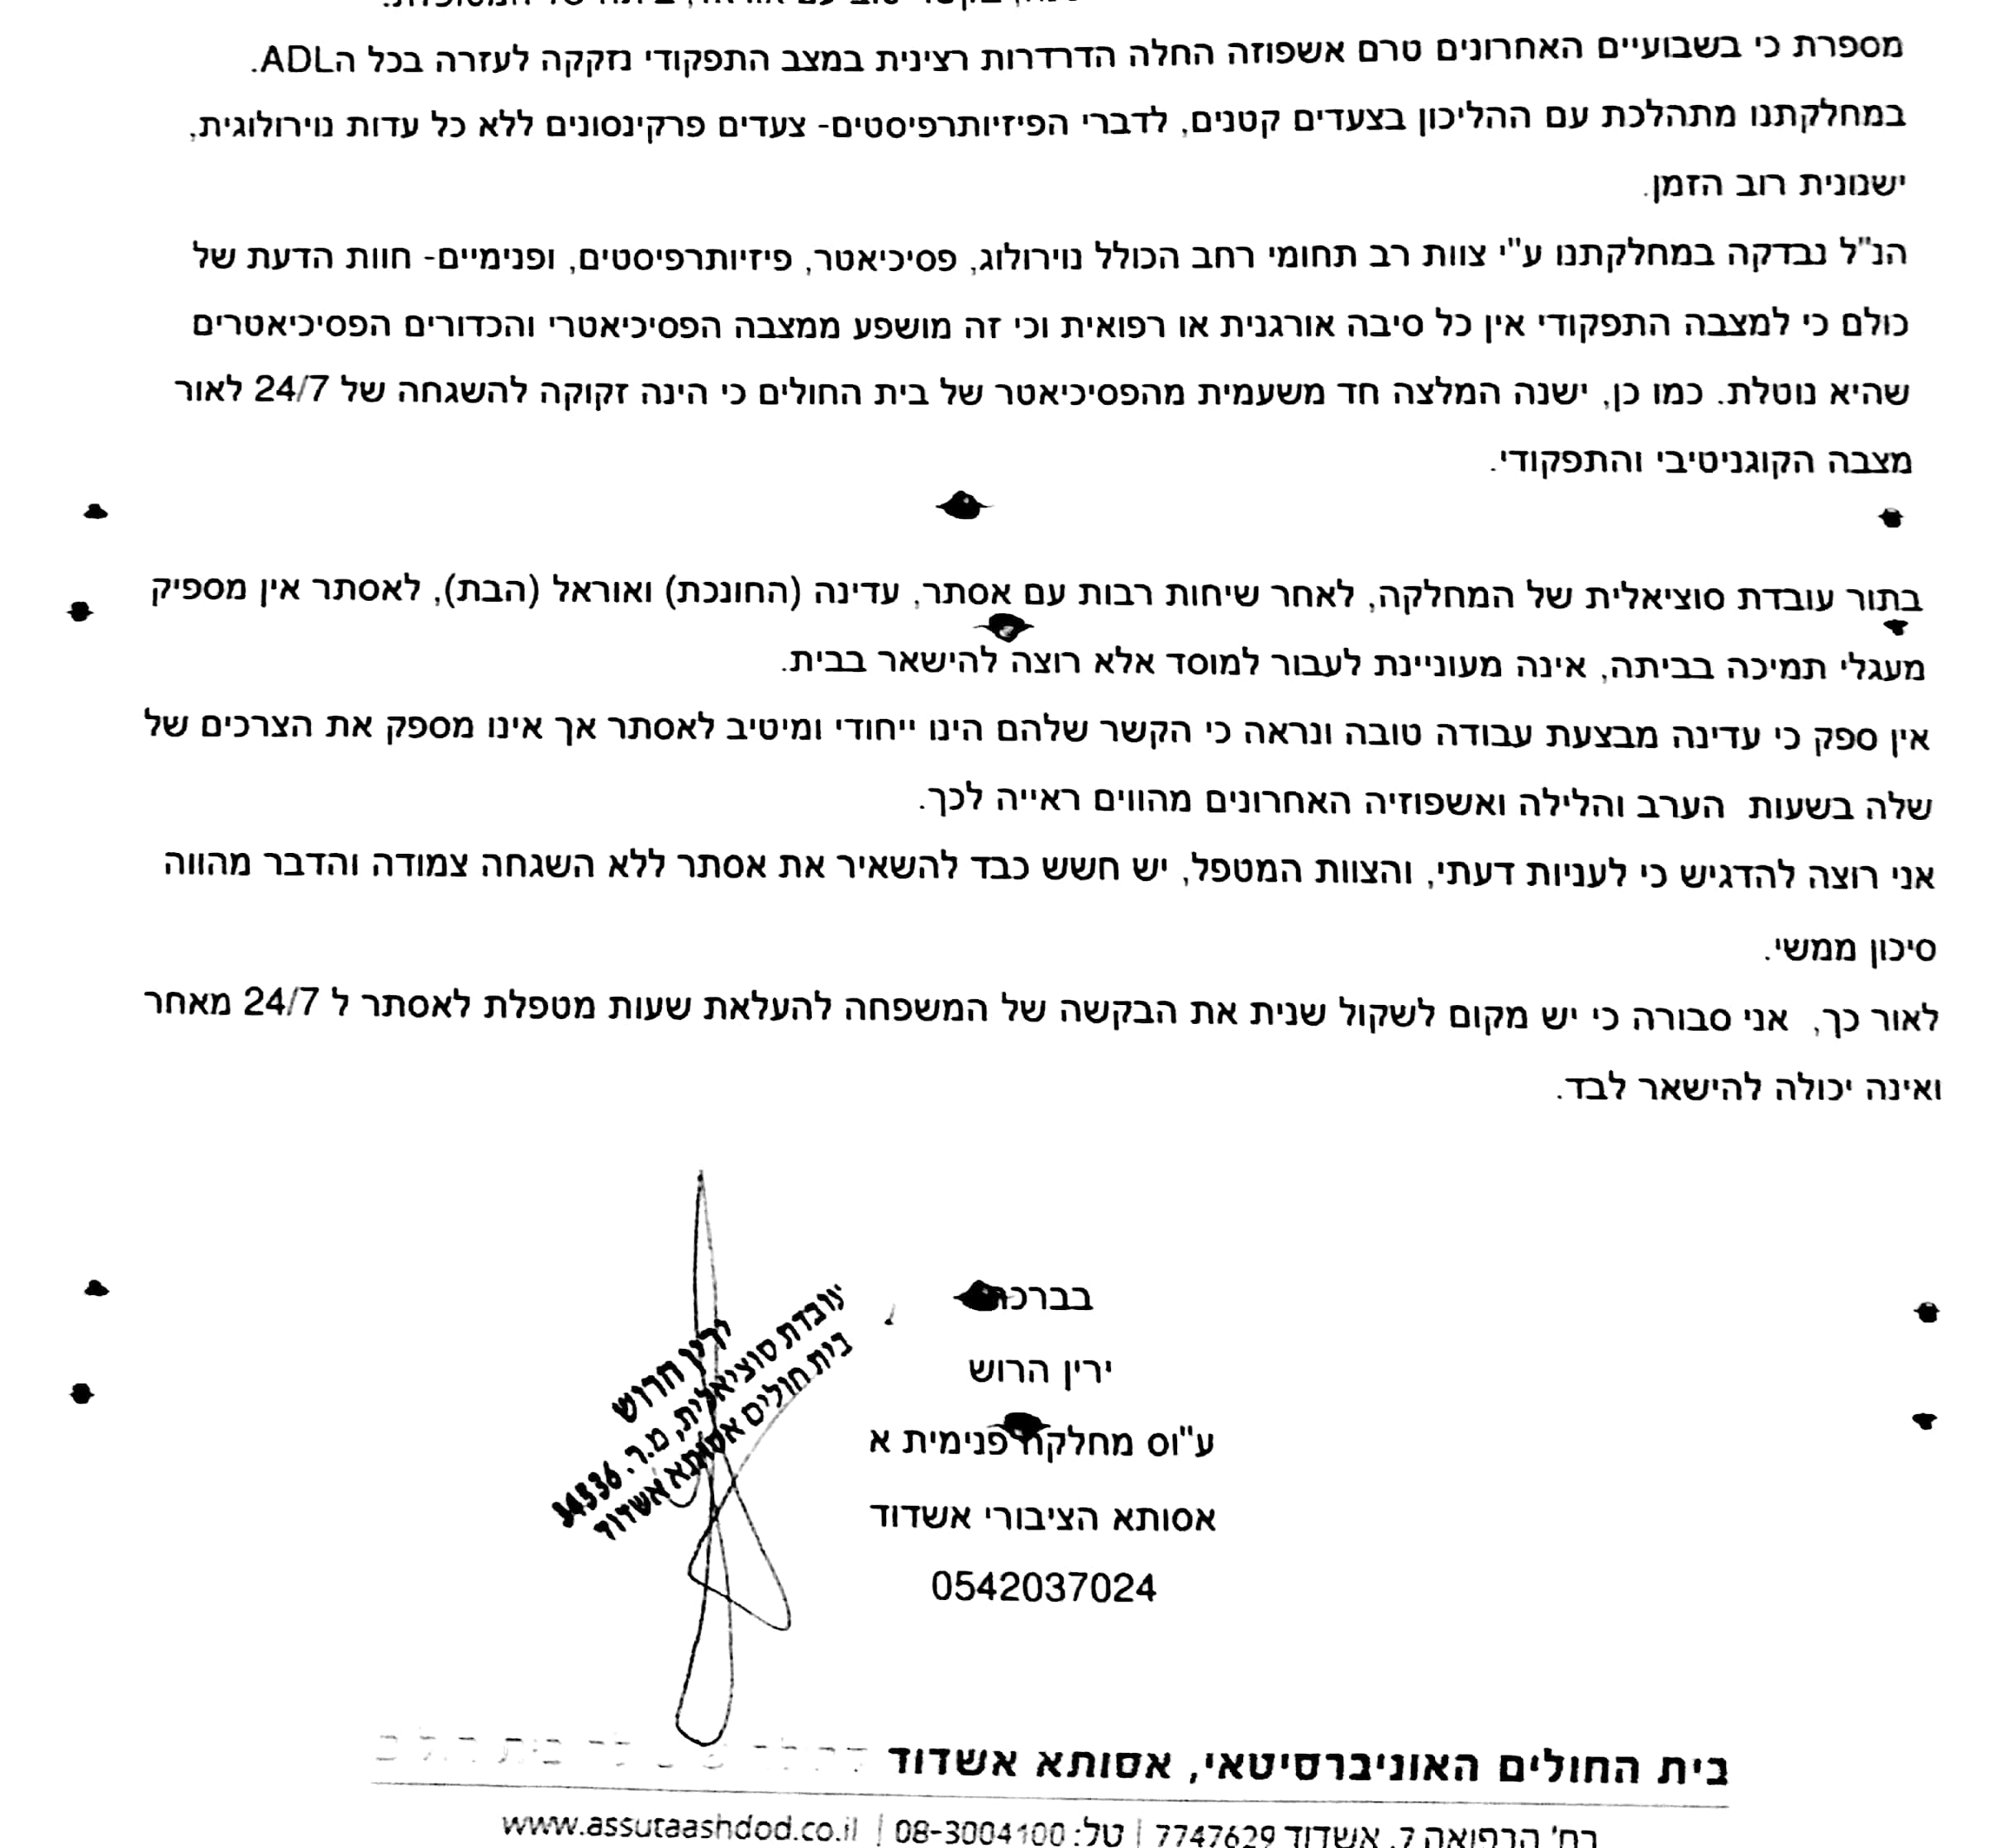 מספרת כי בשבועיים האחרונים טרם אשפוזה החלה הדרדרות רצינית במצב התפקודי נזקקה לעזרה בכל הADL.
במחלקתנו מתהלכת עם ההליכון בצעדים קטנים, לדברי הפיזיותרפיסטים- צעדים פרקינסונים ללא כל עדות נוירולוגית,
ישנונית רוב הזמן.
הנ"ל נבדקה במחלקתנו ע"י צוות רב תחומי רחב הכולל נוירולוג, פסיכיאטר, פיזיותרפיסטים, ופנימיים- חוות הדעת של
כולם כי למצבה התפקודי אין כל סיבה אורגנית או רפואית וכי זה מושפע ממצבה הפסיכיאטרי והכדורים הפסיכיאטרים
שהיא נוטלת. כמו כן, ישנה המלצה חד משעמית מהפסיכיאטר של בית החולים כי הינה זקוקה להשגחה של 24/7 לאור
מצבה הקוגניטיבי והתפקודי.
בתור עובדת סוציאלית של המחלקה, לאחר שיחות רבות עם אסתר, עדינה (החונכת) ואוראל (הבת), לאסתר אין מספיק
מעגלי תמיכה בביתה, אינה מעוניינת לעבור למוסד אלא רוצה להישאר בבית.
אין ספק כי עדינה מבצעת עבודה טובה ונראה כי הקשר שלהם הינו ייחודי ומיטיב לאסתר אך אינו מספק את הצרכים של
שלה בשעות הערב והלילה ואשפוזיה האחרונים מהווים ראייה לכך.
אני רוצה להדגיש כי לעניות דעתי, והצוות המטפל, יש חשש כבד להשאיר את אסתר ללא השגחה צמודה והדבר מהווה
סיכון ממשי.
לאור כך, אני סבורה כי יש מקום לשקול שנית את הבקשה של המשפחה להעלאת שעות מטפלת לאסתר ל 24/7 מאחר
ואינה יכולה להישאר לבד.
בברכה
ירין הרוש
ע"וס מחלקה פנימית א
אסותא הציבורי אשדוד
0542037024
ירין הרוש
עובדת סוציאלית, מ.ר. 34536
בית חולים אסותא אשדוד
בית החולים האוניברסיטאי, אסותא אשדוד
רח' הרפואה 7, אשדוד 7747629 | טל: 08-3004100 | www.assutaashdod.co.il